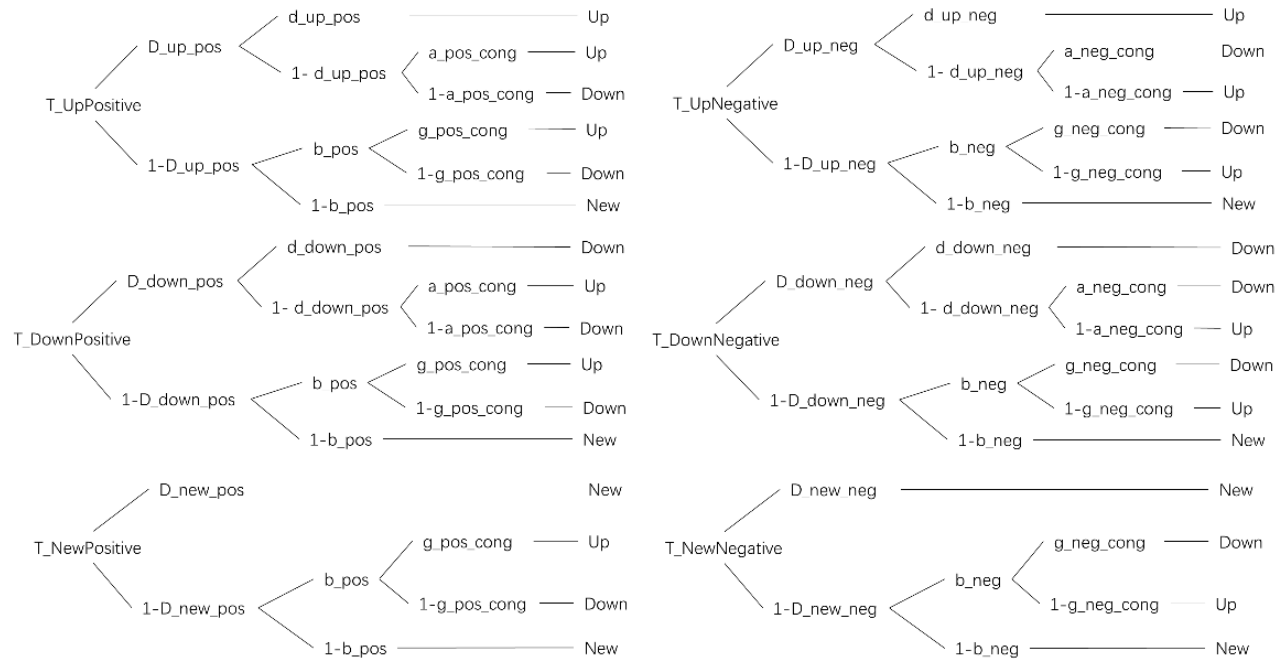 d_up_pos Up
D_up_pos
a_pos_cong Up
1- d_up_pos
1-a_pos_cong Down
T_UpPositive
g_pos_cong Up
b_pos
1-D_up_pos
1-g_pos_cong Down
1-b_pos New
d up neg Up
D_up_neg
a_neg_cong Down
1- d_up_neg
1-a_neg_cong Up
T_UpNegative
g_neg cong Down
b_neg
1-D_up_neg
1-g_neg_cong Up
1-b_neg New
d_down_pos Down
D_down_pos
a_pos_cong Up
1- d_down_pos
1-a_pos_cong Down
T_DownPositive
g_pos_cong Up
b pos
1-D_down_pos
1-g_pos_cong Down
1-b_pos New
d_down_neg Down
D_down_neg
a_neg_cong Down
1- d_down_neg
1-a_neg_cong Up
T_DownNegative
g_neg_cong Down
b_neg
1-D_down_neg
1-g_neg_cong Up
1-b_neg New
D_new_pos New
T_NewPositive
g_pos_cong Up
b_pos
1-D_new_pos
1-g_pos_cong Down
1-b_pos New
D_new_neg New
T_NewNegative
g_neg_cong Down
b_neg
1-D_new_neg
1-g_neg_cong Up
1-b_neg New